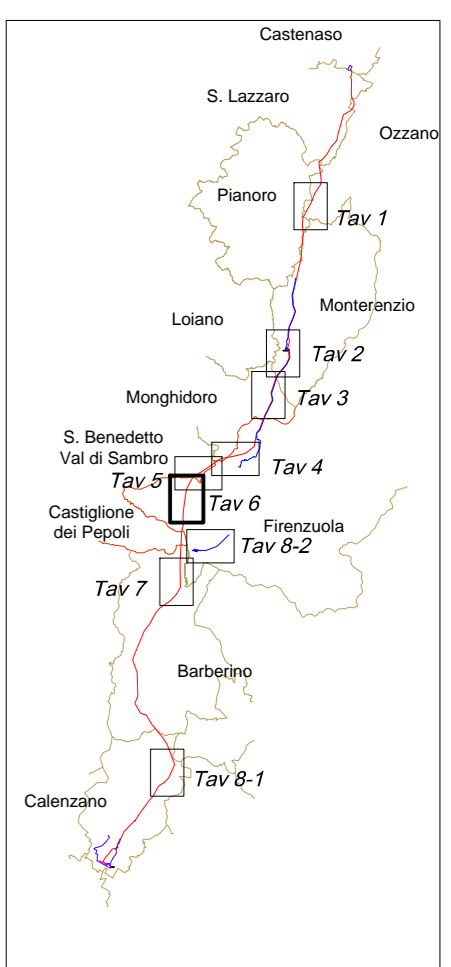 Castenaso
S. Lazzaro
Ozzano
Pianoro
Tav 1
Monterenzio
Loiano
Tav 2
Monghidoro
Tav 3
S. Benedetto
Val di Sambro
Tav 4
Tav 5
Tav 6
Castiglione
dei Pepoli
Firenzuola
Tav 8-2
Tav 7
Barberino
Tav 8-1
Calenzano